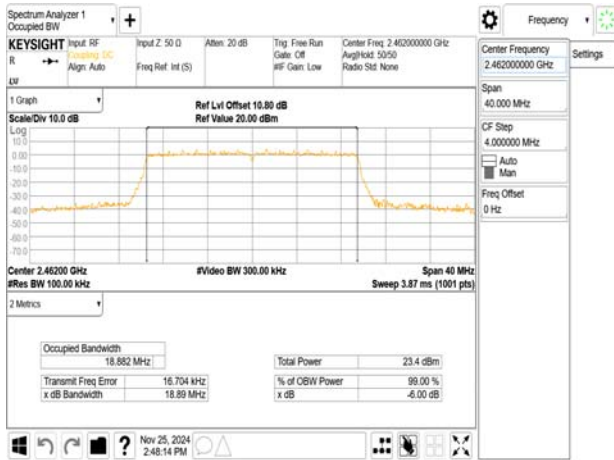 Spectrum Analyzer 1
Occupied BW
Frequency
KEYSIGHT
R
Input: RF
Coupling: DC
Align: Auto
Input Z: 50 Ω
Freq Ref: Int (S)
Atten: 20 dB
Trig: Free Run
Gate: Off
#IF Gain: Low
Center Freq: 2.462000000 GHz
Avg|Hold: 50/50
Radio Std: None
1 Graph
Scale/Div 10.0 dB
Ref Lvl Offset 10.80 dB
Ref Value 20.00 dBm
Log
10.0
0.00
-10.0
-20.0
-30.0
-40.0
-50.0
-60.0
-70.0
Center 2.46200 GHz
#Res BW 100.00 kHz
#Video BW 300.00 kHz
Span 40 MHz
Sweep 3.87 ms (1001 pts)
2 Metrics
Occupied Bandwidth
18.882 MHz
Transmit Freq Error 16.704 kHz
x dB Bandwidth 18.89 MHz
Total Power 23.4 dBm
% of OBW Power 99.00 %
x dB -6.00 dB
Center Frequency
2.462000000 GHz
Settings
Span
40.000 MHz
CF Step
4.000000 MHz
Auto
Man
Freq Offset
0 Hz
?
Nov 25, 2024
2:48:14 PM